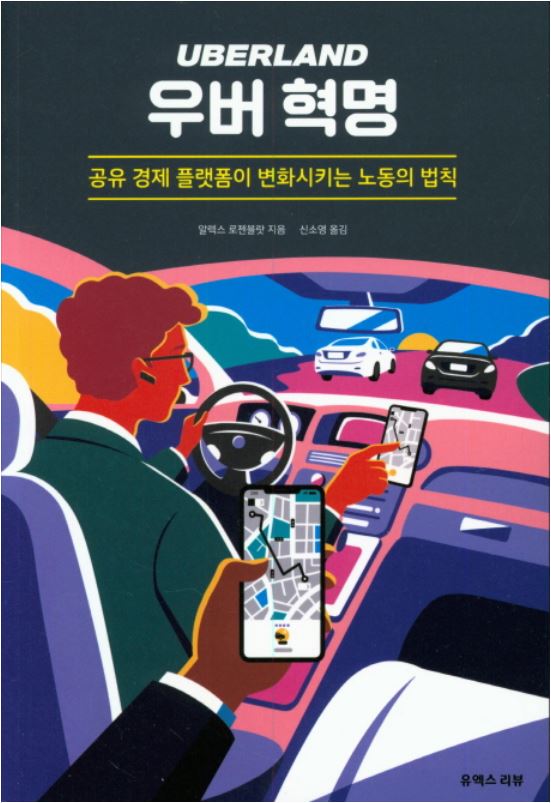 UBERLAND
우버 혁명
공유 경제 플랫폼이 변화시키는 노동의 법칙
알렉스 로젠블랏 지음 신소영 옮김
유엑스 리뷰